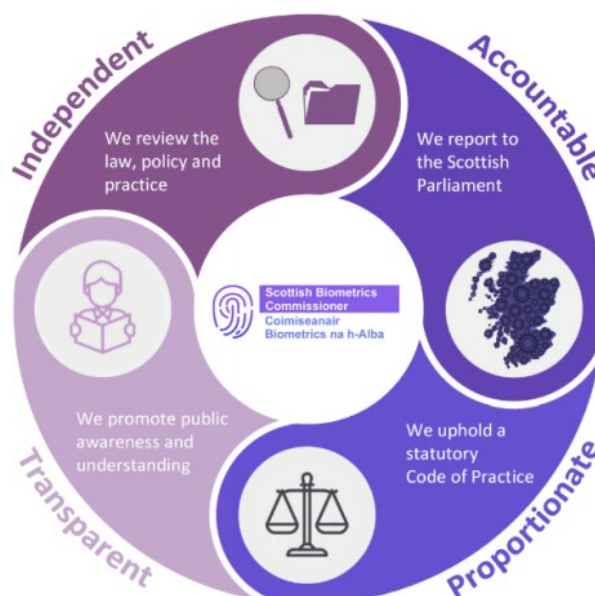 Independent
We review the
law, policy and
practice
Accountable
We report to
the Scottish
Parliament
Scottish Biometrics
Commissioner
Coimiseanair
Biometrics na h-Alba
We promote public
awareness and
understanding
Transparent
We uphold a
statutory
Code of Practice
Proportionate